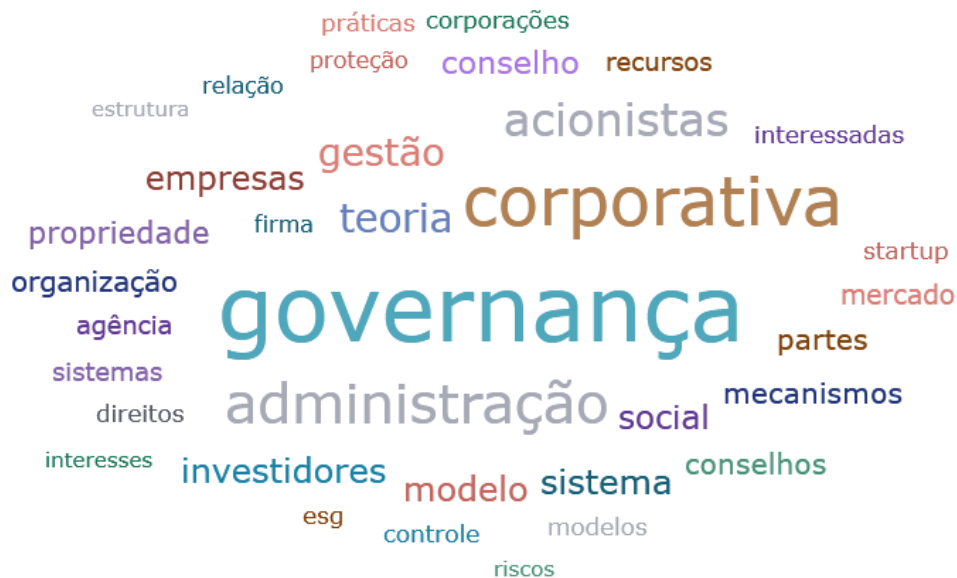 práticas corporações
proteção conselho recursos
relação
estrutura acionistas interessadas
gestão
empresas corporativa
firma teoria
propriedade
startup
organização governança mercado
agência partes
sistemas
administração mecanismos
direitos social
interesses investidores conselhos
modelo sistema
esg
controle modelos
riscos